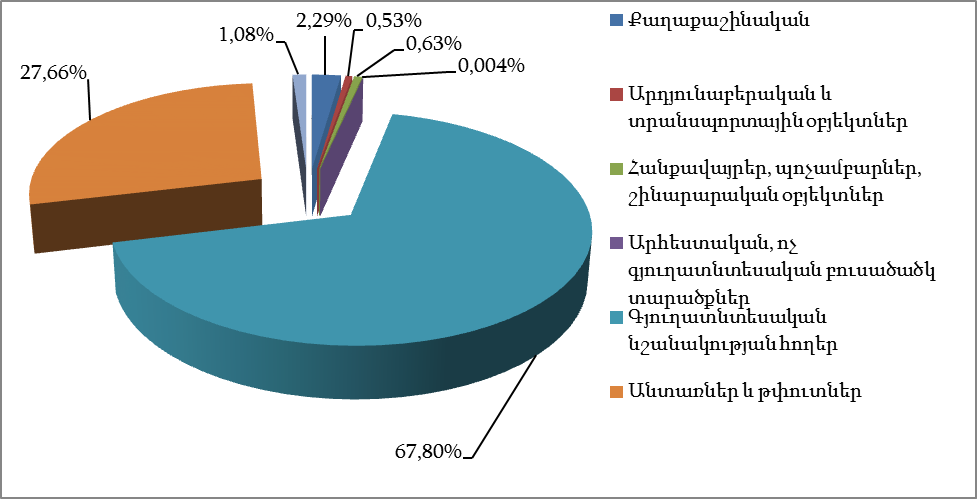 2,29%
0,53%
1,08%
0,63%
0,004%
27,66%
67,80%
Քաղաքաշինական
Արդյունաբերական և
տրանսպորտային օբյեկտներ
Հանքավայրեր, պոչամբարներ,
շինարարական օբյեկտներ
Արհեստական, ոչ
գյուղատնտեսական բուսածածկ
տարածքներ
Գյուղատնտեսական
նշանակության հողեր
Անտառներ և թփուտներ